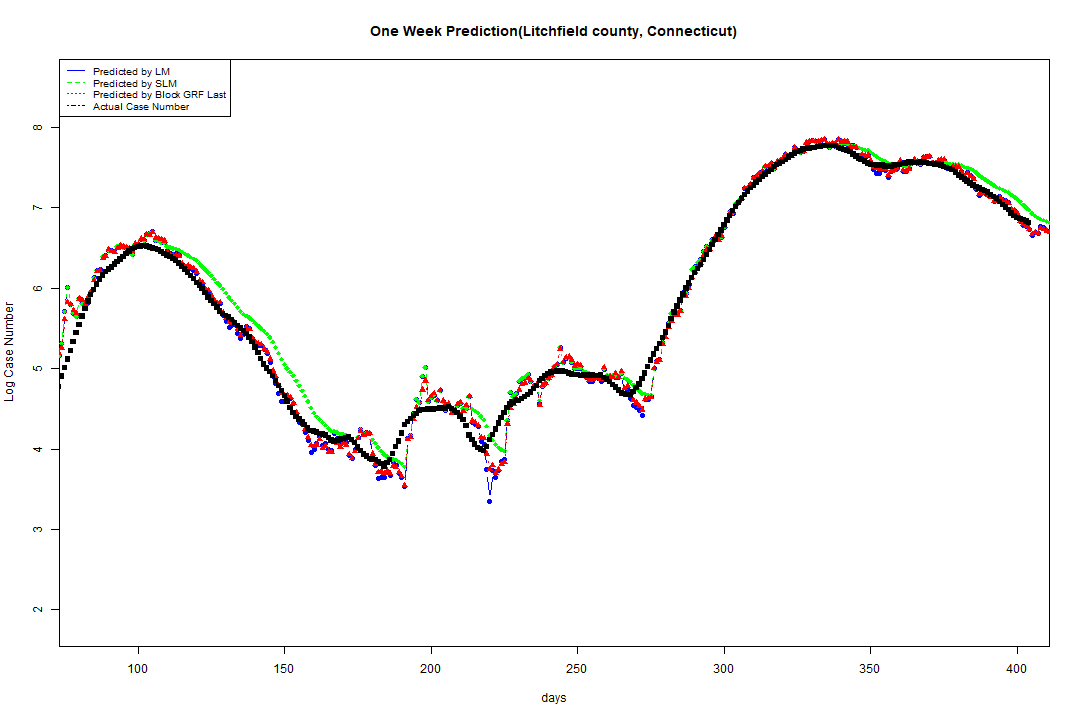 One Week Prediction(Litchfield county, Connecticut)
Predicted by LM
Predicted by SLM
Predicted by Block GRF Last
Actual Case Number
8
7
6
5
4
3
2
Log Case Number
100 150 200 250 300 350 400
days